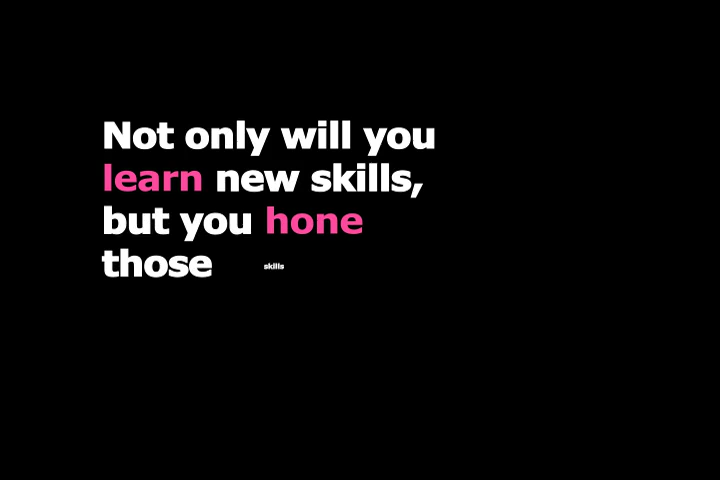 Not only will you
learn new skills,
but you hone
those skills